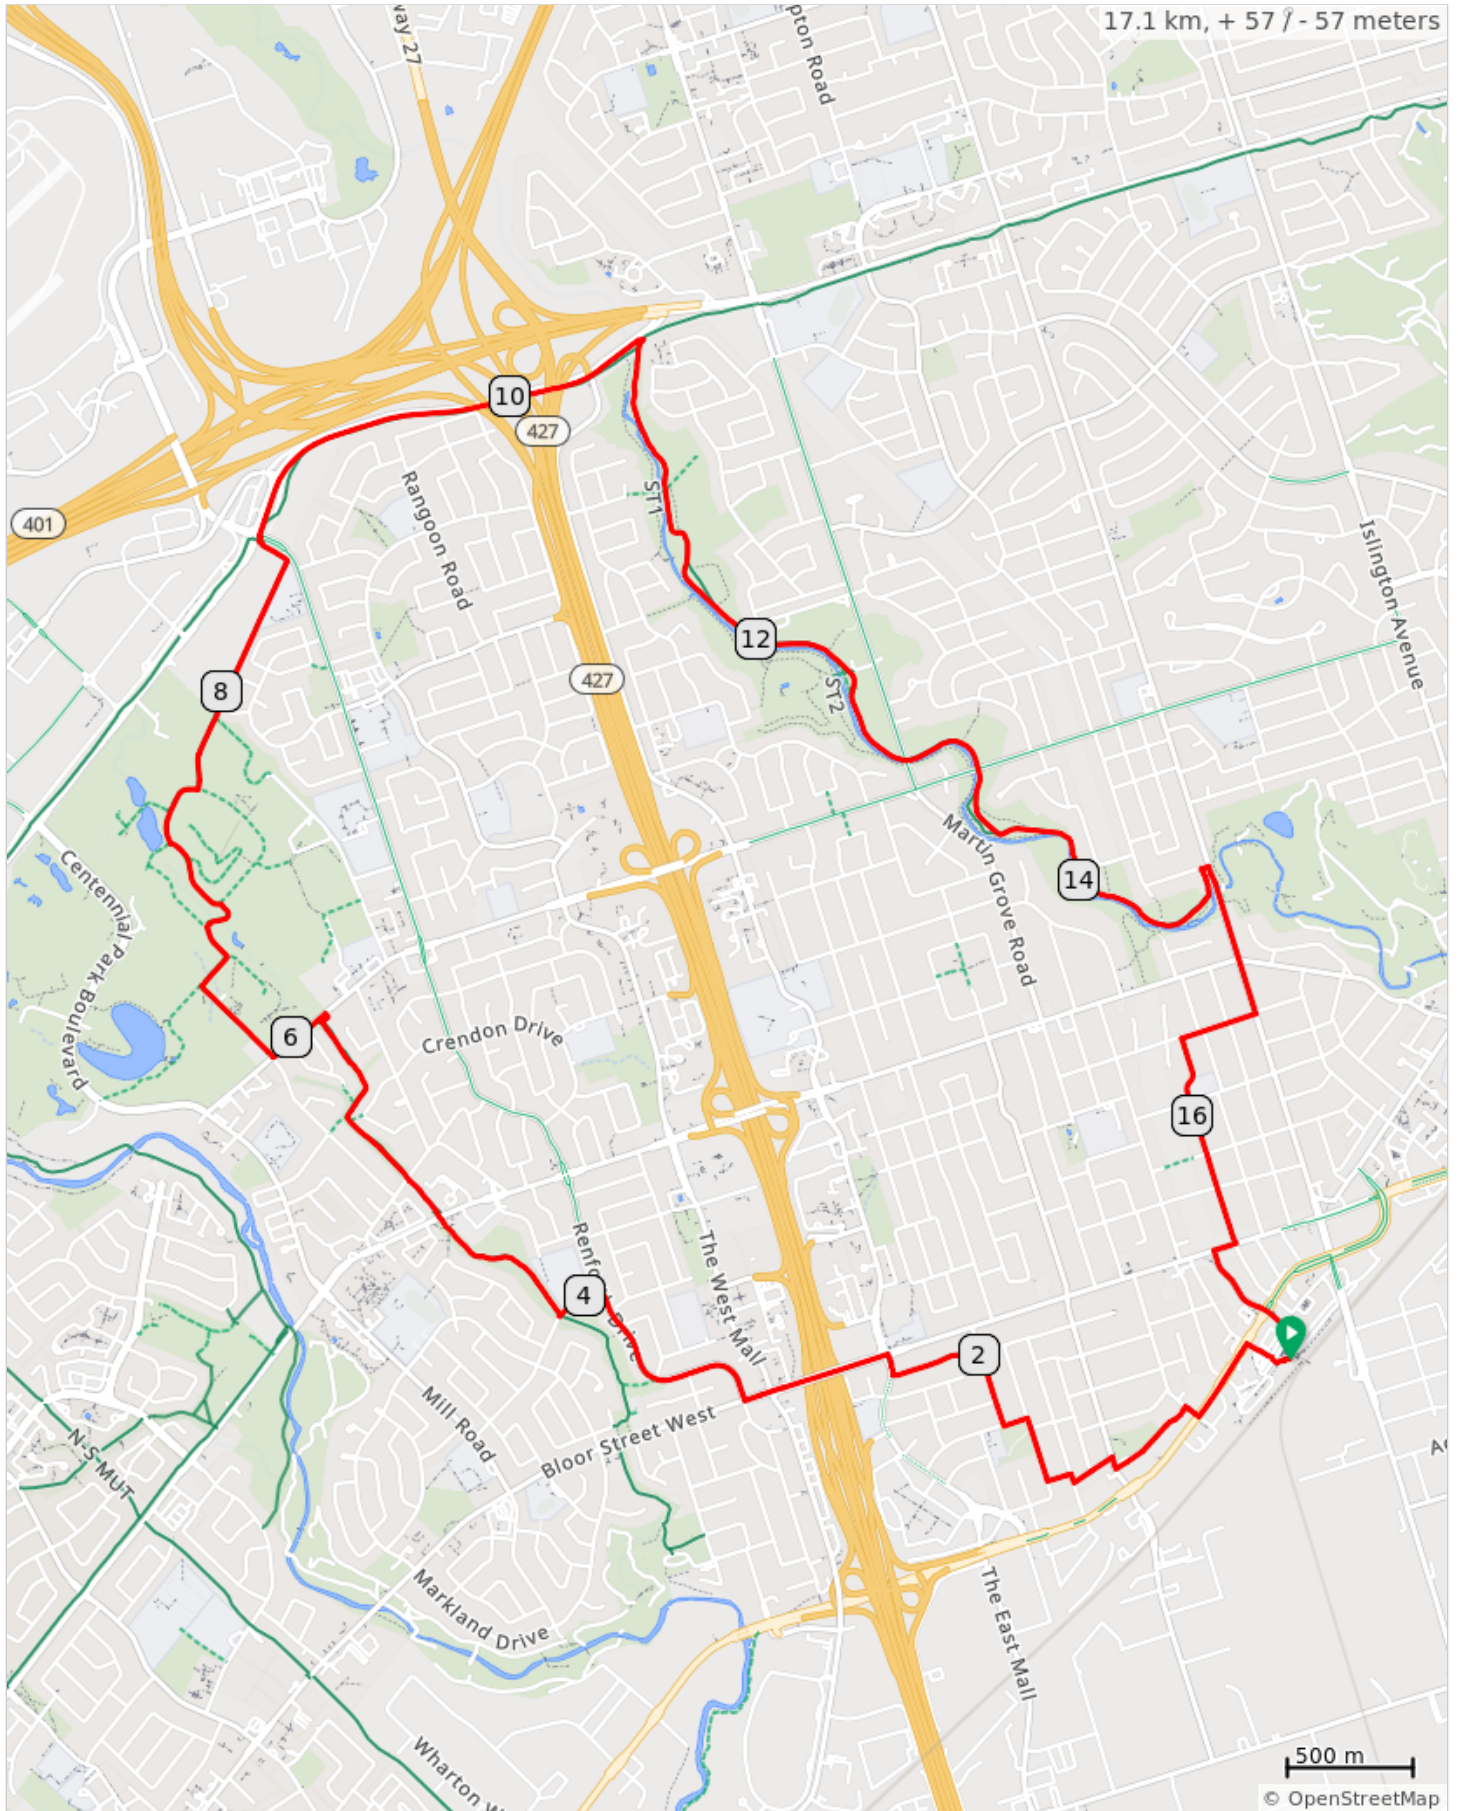 17.1 km, + 57 / - 57 meters
way 27
pton Road
10
427
ST1
401
Rangoon Road
Islington Avenue
12
427
8
ST2
Martin Grove Road
Centennial Park Boulevard
14
6
Crendon Drive
16
Renforth Drive
The West Mall
4
2
Mill Road
Bloor Street West
N-S MUT
Markland Drive
The East Mall
Wharton W
500 m
© OpenStreetMap